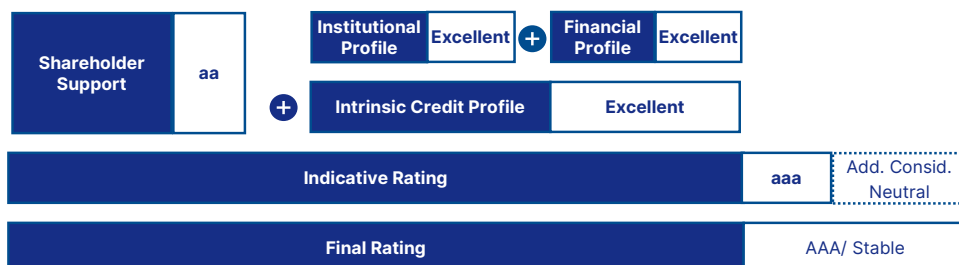 Shareholder
Support
aa
+
Institutional
Profile
Excellent
+
Financial
Profile
Excellent
Intrinsic Credit Profile
Excellent
Indicative Rating
aaa
Add. Consid.
Neutral
Final Rating
AAA/ Stable